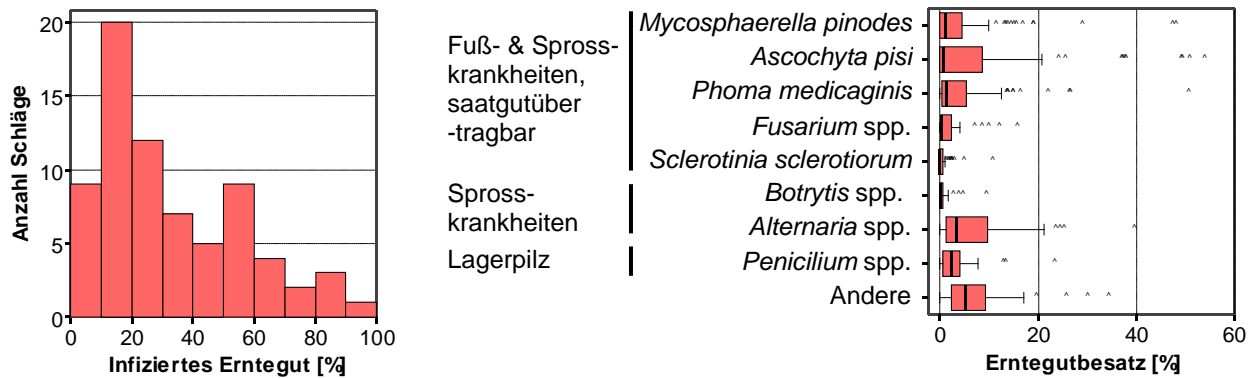 20
15
10
5
0
Anzahl Schläge
0 20 40 60 80 100
Infiziertes Erntegut [%]
Fuß- & Spross-
krankheiten,
saatgutüber
-tragbar
Spross-
krankheiten
Lagerpilz
Mycosphaerella pinodes
Ascochyta pisi
Phoma medicaginis
Fusarium spp.
Sclerotinia sclerotiorum
Botrytis spp.
Alternaria spp.
Penicilium spp.
Andere
0 20 40 60
Erntegutbesatz [%]